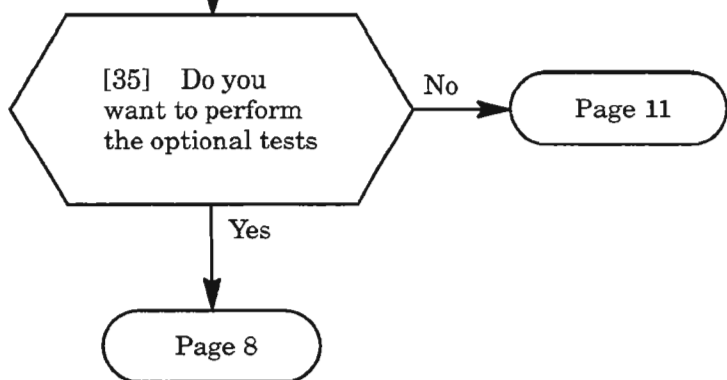 [35] Do you
want to perform
the optional tests
No
Page 11
Yes
Page 8